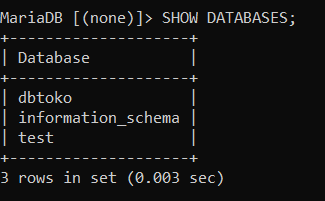 MariaDB [(none)]> SHOW DATABASES;
+--------------------+
| Database           |
+--------------------+
| dbtoko             |
| information_schema |
| test               |
+--------------------+
3 rows in set (0.003 sec)